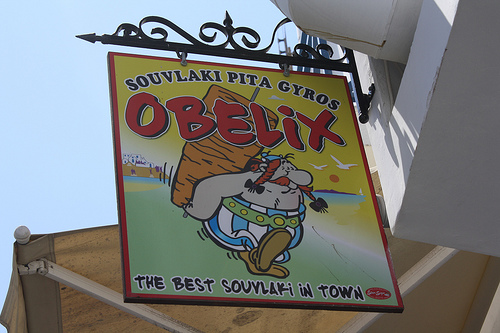 SOUVLAKI PITA GYROS
OBELiX
THE BEST SOUVLAKi iN TOWN